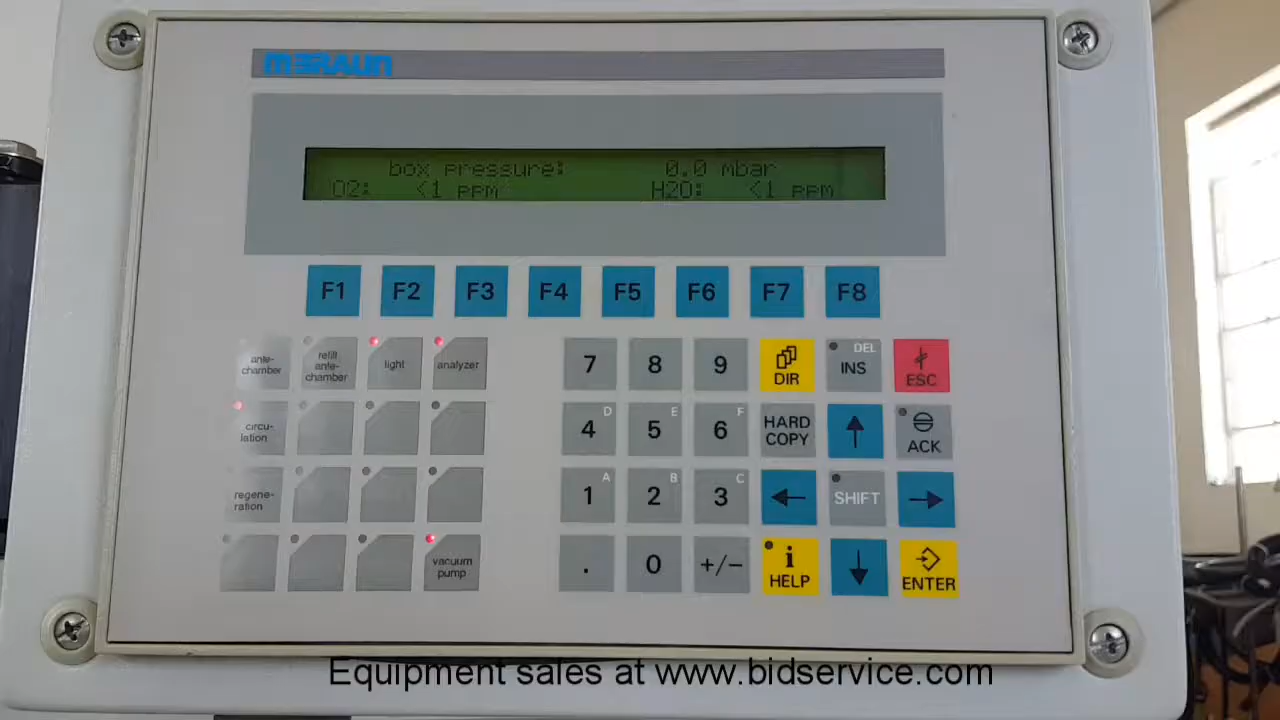 MBRAUN
box pressure: 0.0 mbar
O2: <1 ppm H2O: <1 ppm
F1 F2 F3 F4 F5 F6 F7 F8
ante-
chamber
refill
ante-
chamber
light
analyzer
7 8 9
DIR
DEL
INS
ESC
circu-
lation
D
4
E
5
F
6
HARD
COPY
ACK
regene-
ration
A
1
B
2
C
3
SHIFT
vacuum
pump
. 0 +/-
i
HELP
ENTER
Equipment sales at www.bidservice.com